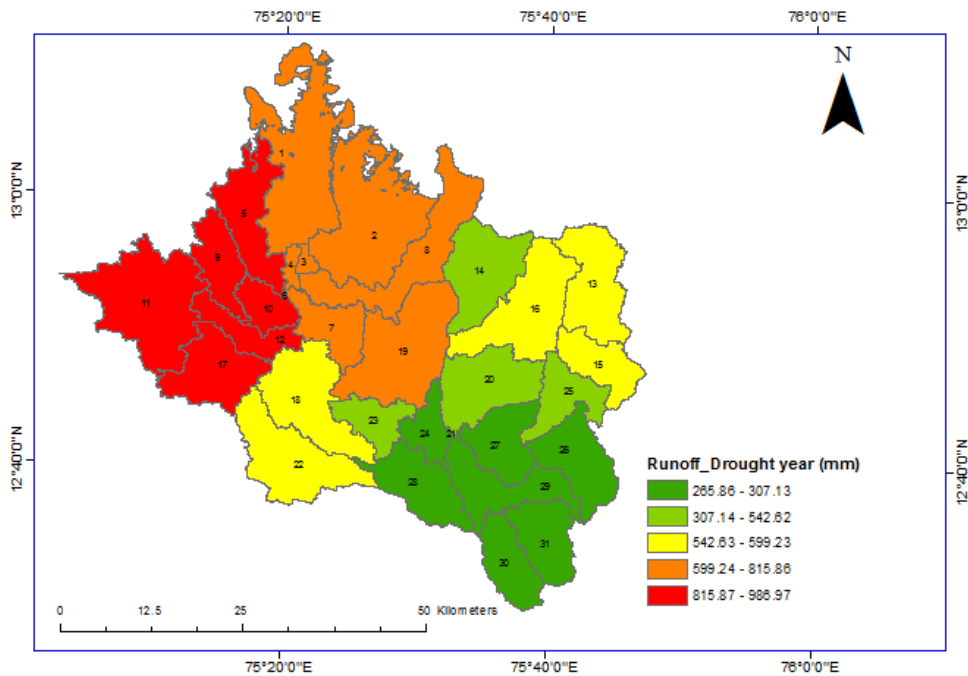 75°20'0"E 75°40'0"E 76°0'0"E
N
1
13°0'0"N 13°0'0"N
5
2
8
9
4 3
14
13
6
11
10
16
7
12
19
17
15
20
25
18
23
24 21
27
26
22
12°40'0"N 12°40'0"N
28
29
31
30
Runoff_Drought year (mm)
265.86 - 307.13
307.14 - 542.62
542.63 - 599.23
599.24 - 815.86
815.87 - 986.97
0 12.5 25 50 Kilometers
75°20'0"E 75°40'0"E 76°0'0"E